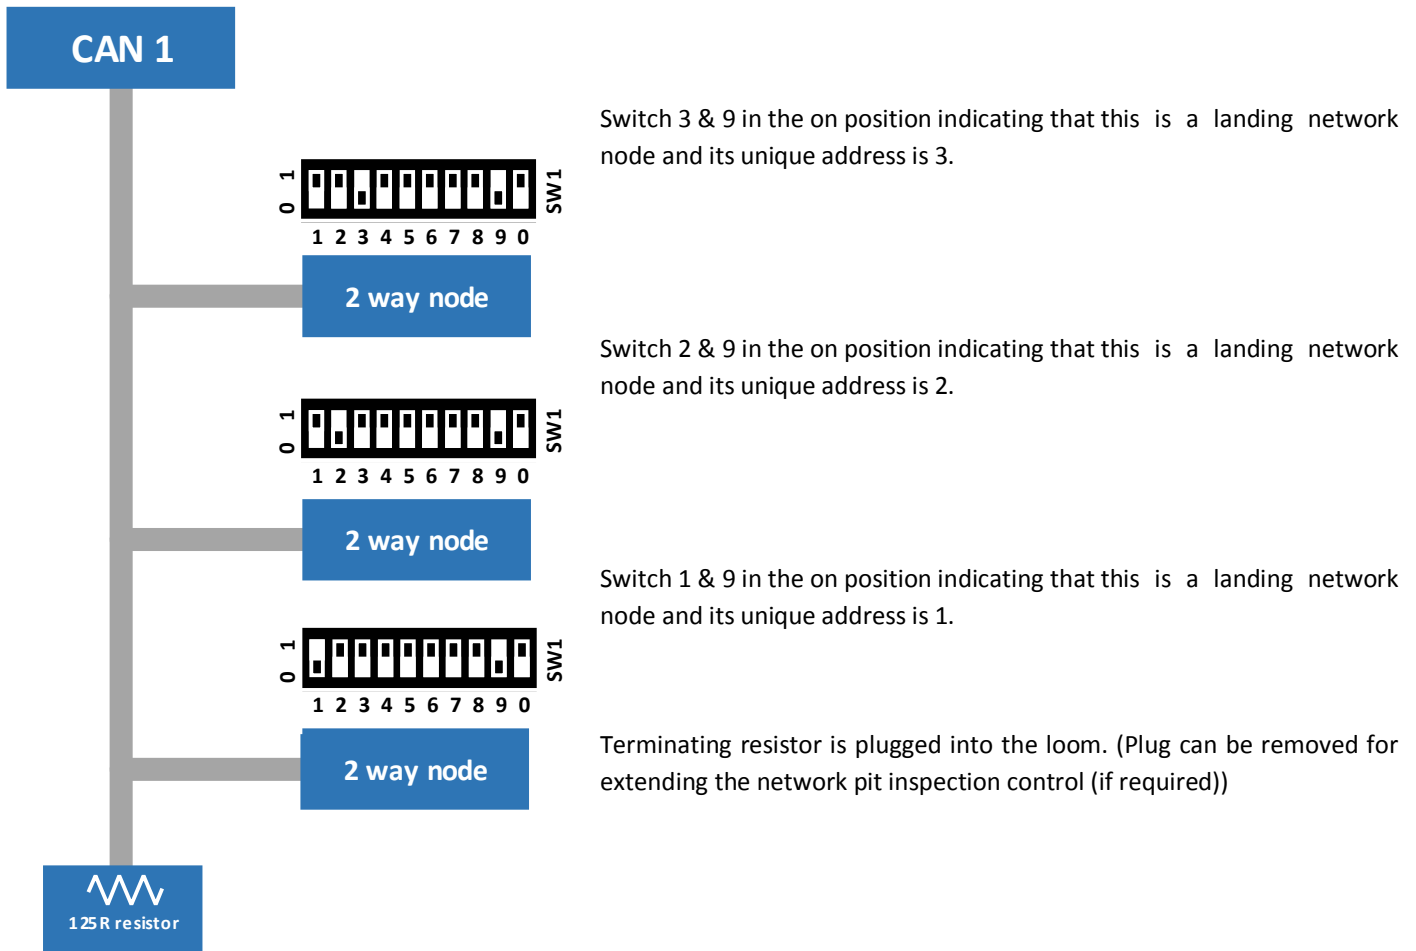 CAN 1
Switch 3 & 9 in the on position indicating that this is a landing network
node and its unique address is 3.
0 1
SW1
1 2 3 4 5 6 7 8 9 0
2 way node
Switch 2 & 9 in the on position indicating that this is a landing network
node and its unique address is 2.
0 1
SW1
1 2 3 4 5 6 7 8 9 0
2 way node
Switch 1 & 9 in the on position indicating that this is a landing network
node and its unique address is 1.
0 1
SW1
1 2 3 4 5 6 7 8 9 0
2 way node
Terminating resistor is plugged into the loom. (Plug can be removed for
extending the network pit inspection control (if required))
125R resistor